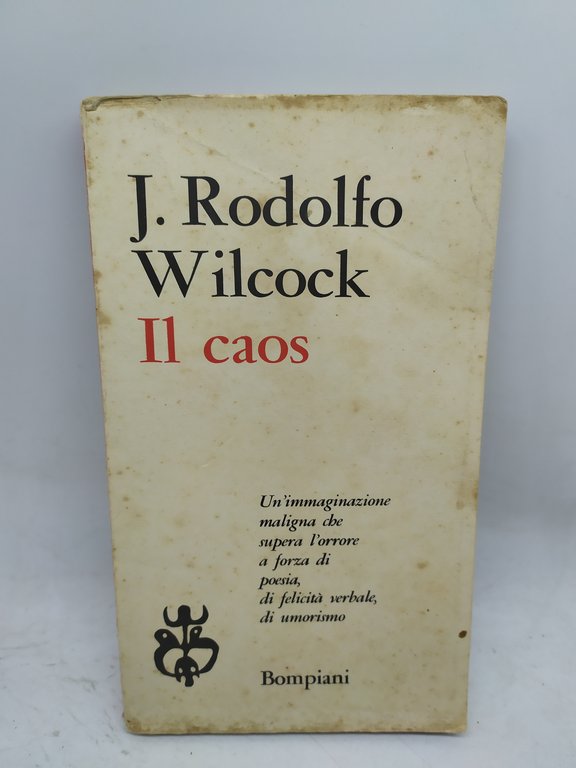 J. Rodolfo
Wilcock
Il caos
Un'immaginazione
maligna che
supera l'orrore
a forza di
poesia,
di felicità verbale,
di umorismo
Bompiani